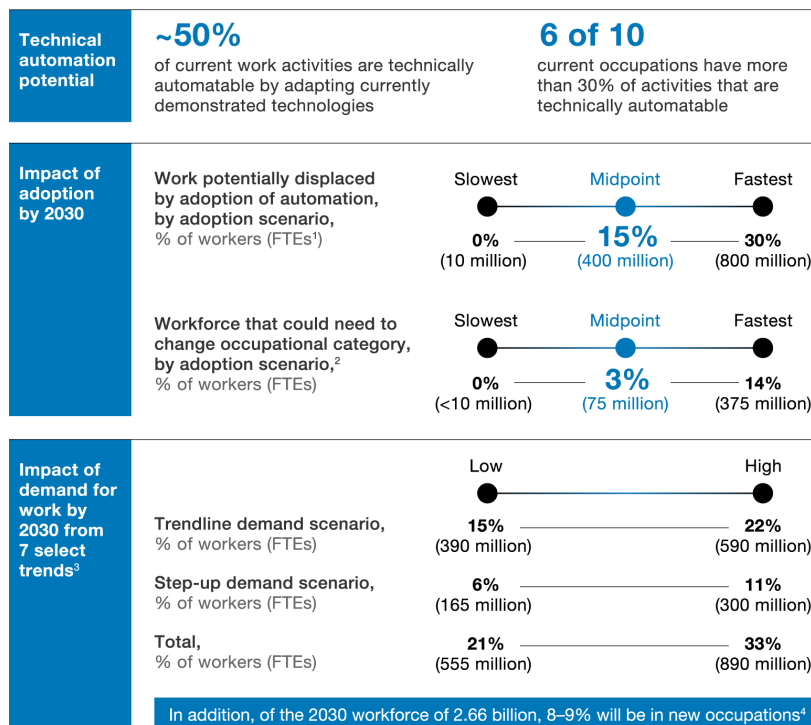 Technical
automation
potential
~50%
of current work activities are technically
automatable by adapting currently
demonstrated technologies
6 of 10
current occupations have more
than 30% of activities that are
technically automatable
Impact of
adoption
by 2030
Work potentially displaced
by adoption of automation,
by adoption scenario,
% of workers (FTEs¹)
Slowest Midpoint Fastest
0% 15% 30%
(10 million) (400 million) (800 million)
Workforce that could need to
change occupational category,
by adoption scenario,²
% of workers (FTEs)
Slowest Midpoint Fastest
0% 3% 14%
(<10 million) (75 million) (375 million)
Impact of
demand for
work by
2030 from
7 select
trends³
Low High
Trendline demand scenario,
% of workers (FTEs)
15% 22%
(390 million) (590 million)
Step-up demand scenario,
% of workers (FTEs)
6% 11%
(165 million) (300 million)
Total,
% of workers (FTEs)
21% 33%
(555 million) (890 million)
In addition, of the 2030 workforce of 2.66 billion, 8–9% will be in new occupations⁴